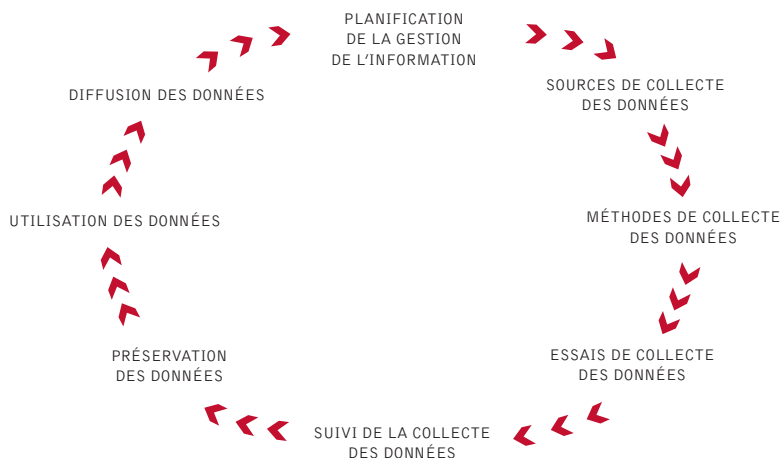 PLANIFICATION
DE LA GESTION
DE L'INFORMATION
SOURCES DE COLLECTE
DES DONNÉES
MÉTHODES DE COLLECTE
DES DONNÉES
ESSAIS DE COLLECTE
DES DONNÉES
SUIVI DE LA COLLECTE
DES DONNÉES
PRÉSERVATION
DES DONNÉES
UTILISATION DES DONNÉES
DIFFUSION DES DONNÉES